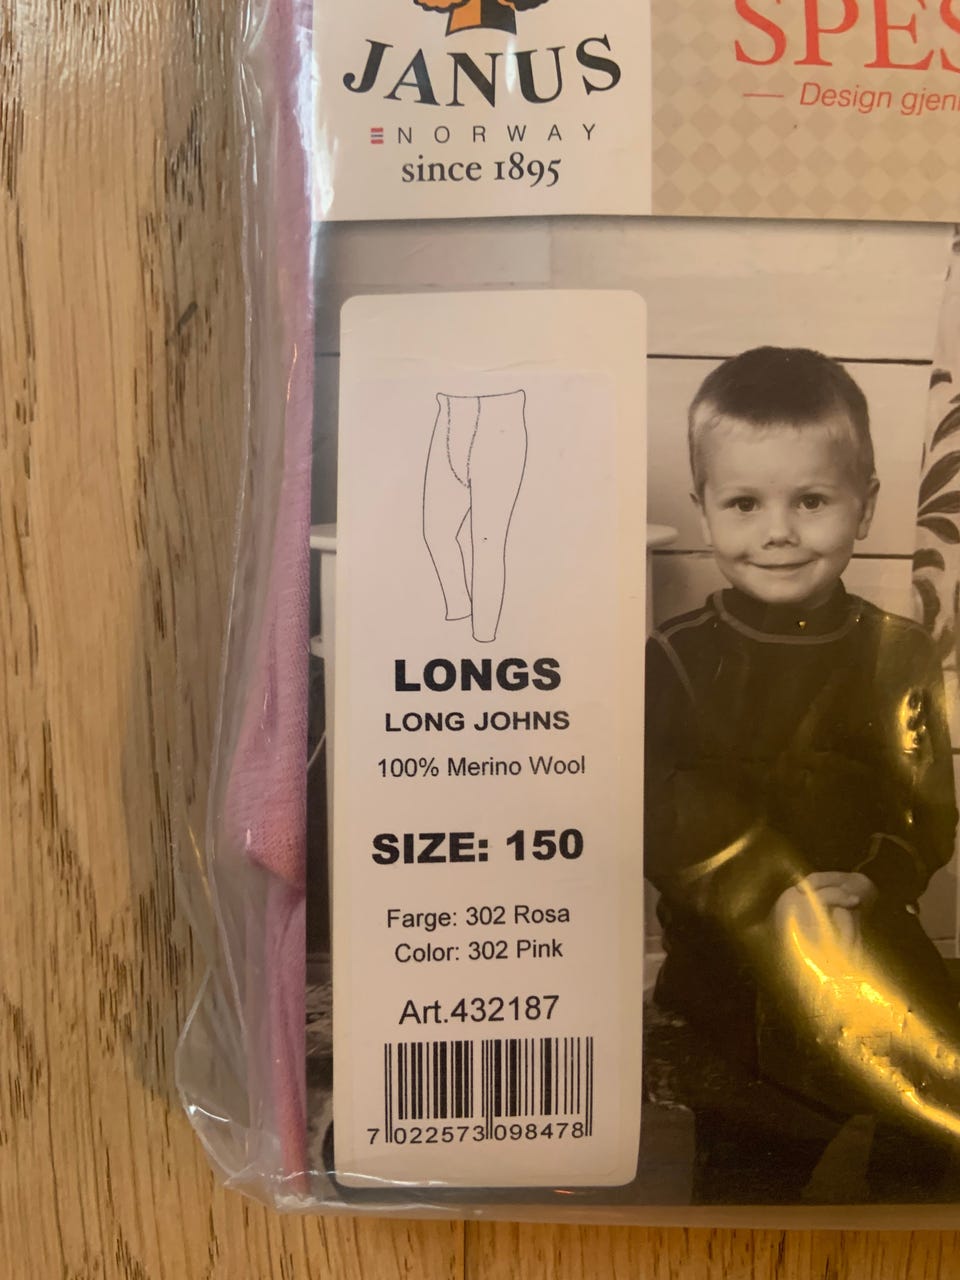 JANUS
NORWAY
since 1895
SPES
— Design gjen
LONGS
LONG JOHNS
100% Merino Wool
SIZE: 150
Farge: 302 Rosa
Color: 302 Pink
Art.432187
7 022573 098478